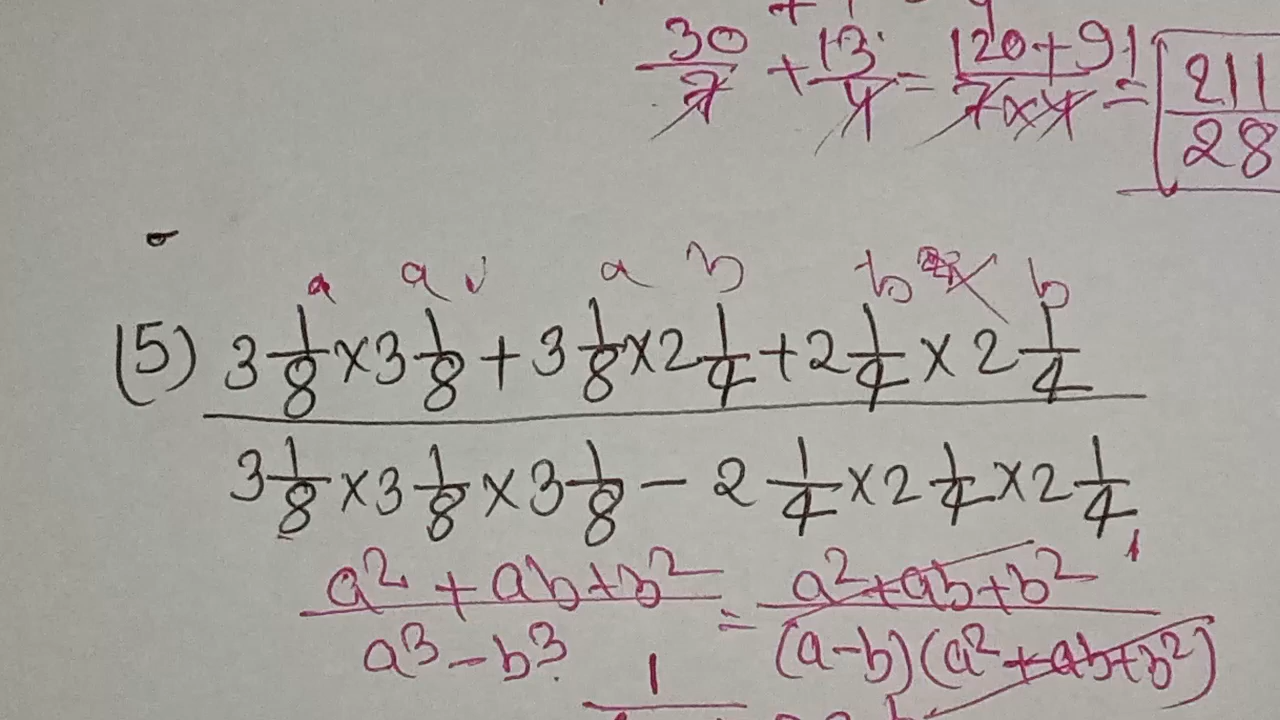 30/7 + 13/4 = 120+91/7×4 = 211/28
a a a b b b
(5) 3 1/8 × 3 1/8 + 3 1/8 × 2 1/4 + 2 1/4 × 2 1/4
3 1/8 × 3 1/8 × 3 1/8 − 2 1/4 × 2 1/4 × 2 1/4
a² + ab + b² / a³ − b³ = a² + ab + b² / (a−b)(a² + ab + b²)
1
1